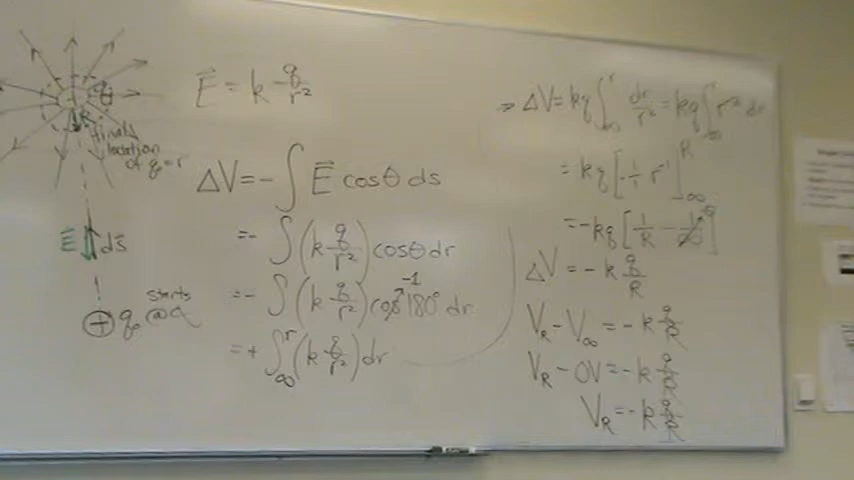 q
final
location
of q₀ = r
E⃗ ds⃗
+ q₀ starts
@ ∞
E⃗ = k q/r²
ΔV = - ∫ E⃗ cosθ ds
= - ∫ (k q/r²) cosθ dr
= - ∫ (k q/r²) cos 180° dr
-1
= + ∫_∞^r (k q/r²) dr
⇒ ΔV = kq ∫_∞^r dr/r² = kq ∫_∞ r⁻² dr
= kq [-1/1 r⁻¹]_∞^R
= -kq [1/R - 1/∞] 0
ΔV = -k q/R
V_R - V_∞ = -k q/R
V_R - 0V = -k q/R
V_R = -k q/R